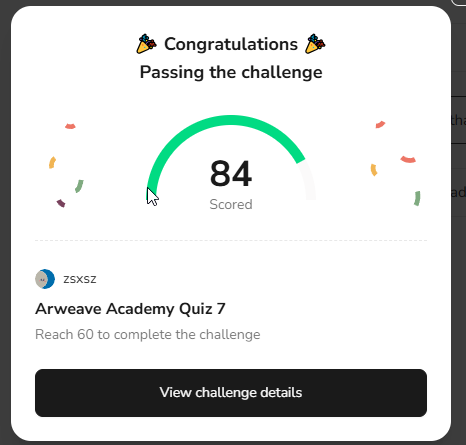 Congratulations
Passing the challenge
84
Scored
zsxsz
Arweave Academy Quiz 7
Reach 60 to complete the challenge
View challenge details